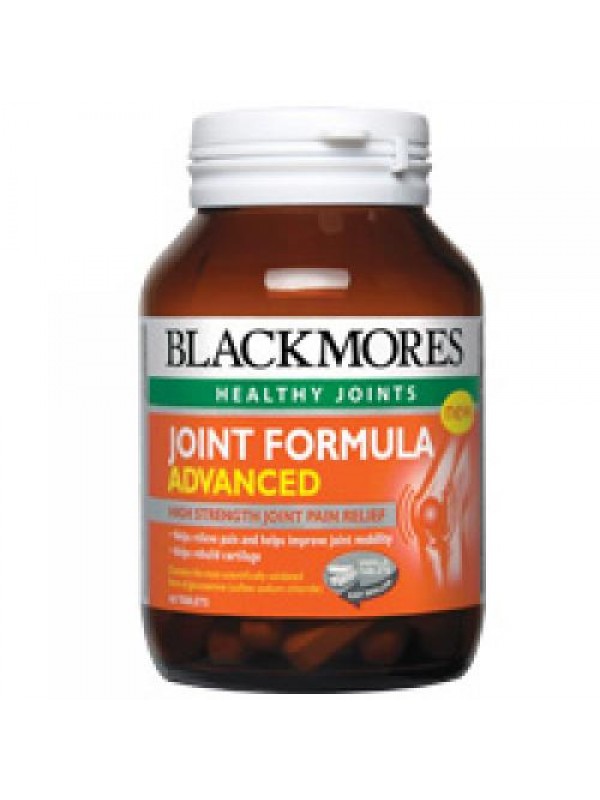 BLACKMORES
HEALTHY JOINTS
new
JOINT FORMULA
ADVANCED
HIGH STRENGTH JOINT PAIN RELIEF
• Helps relieve pain and helps improve joint mobility
• Helps rebuild cartilage
TABLETS